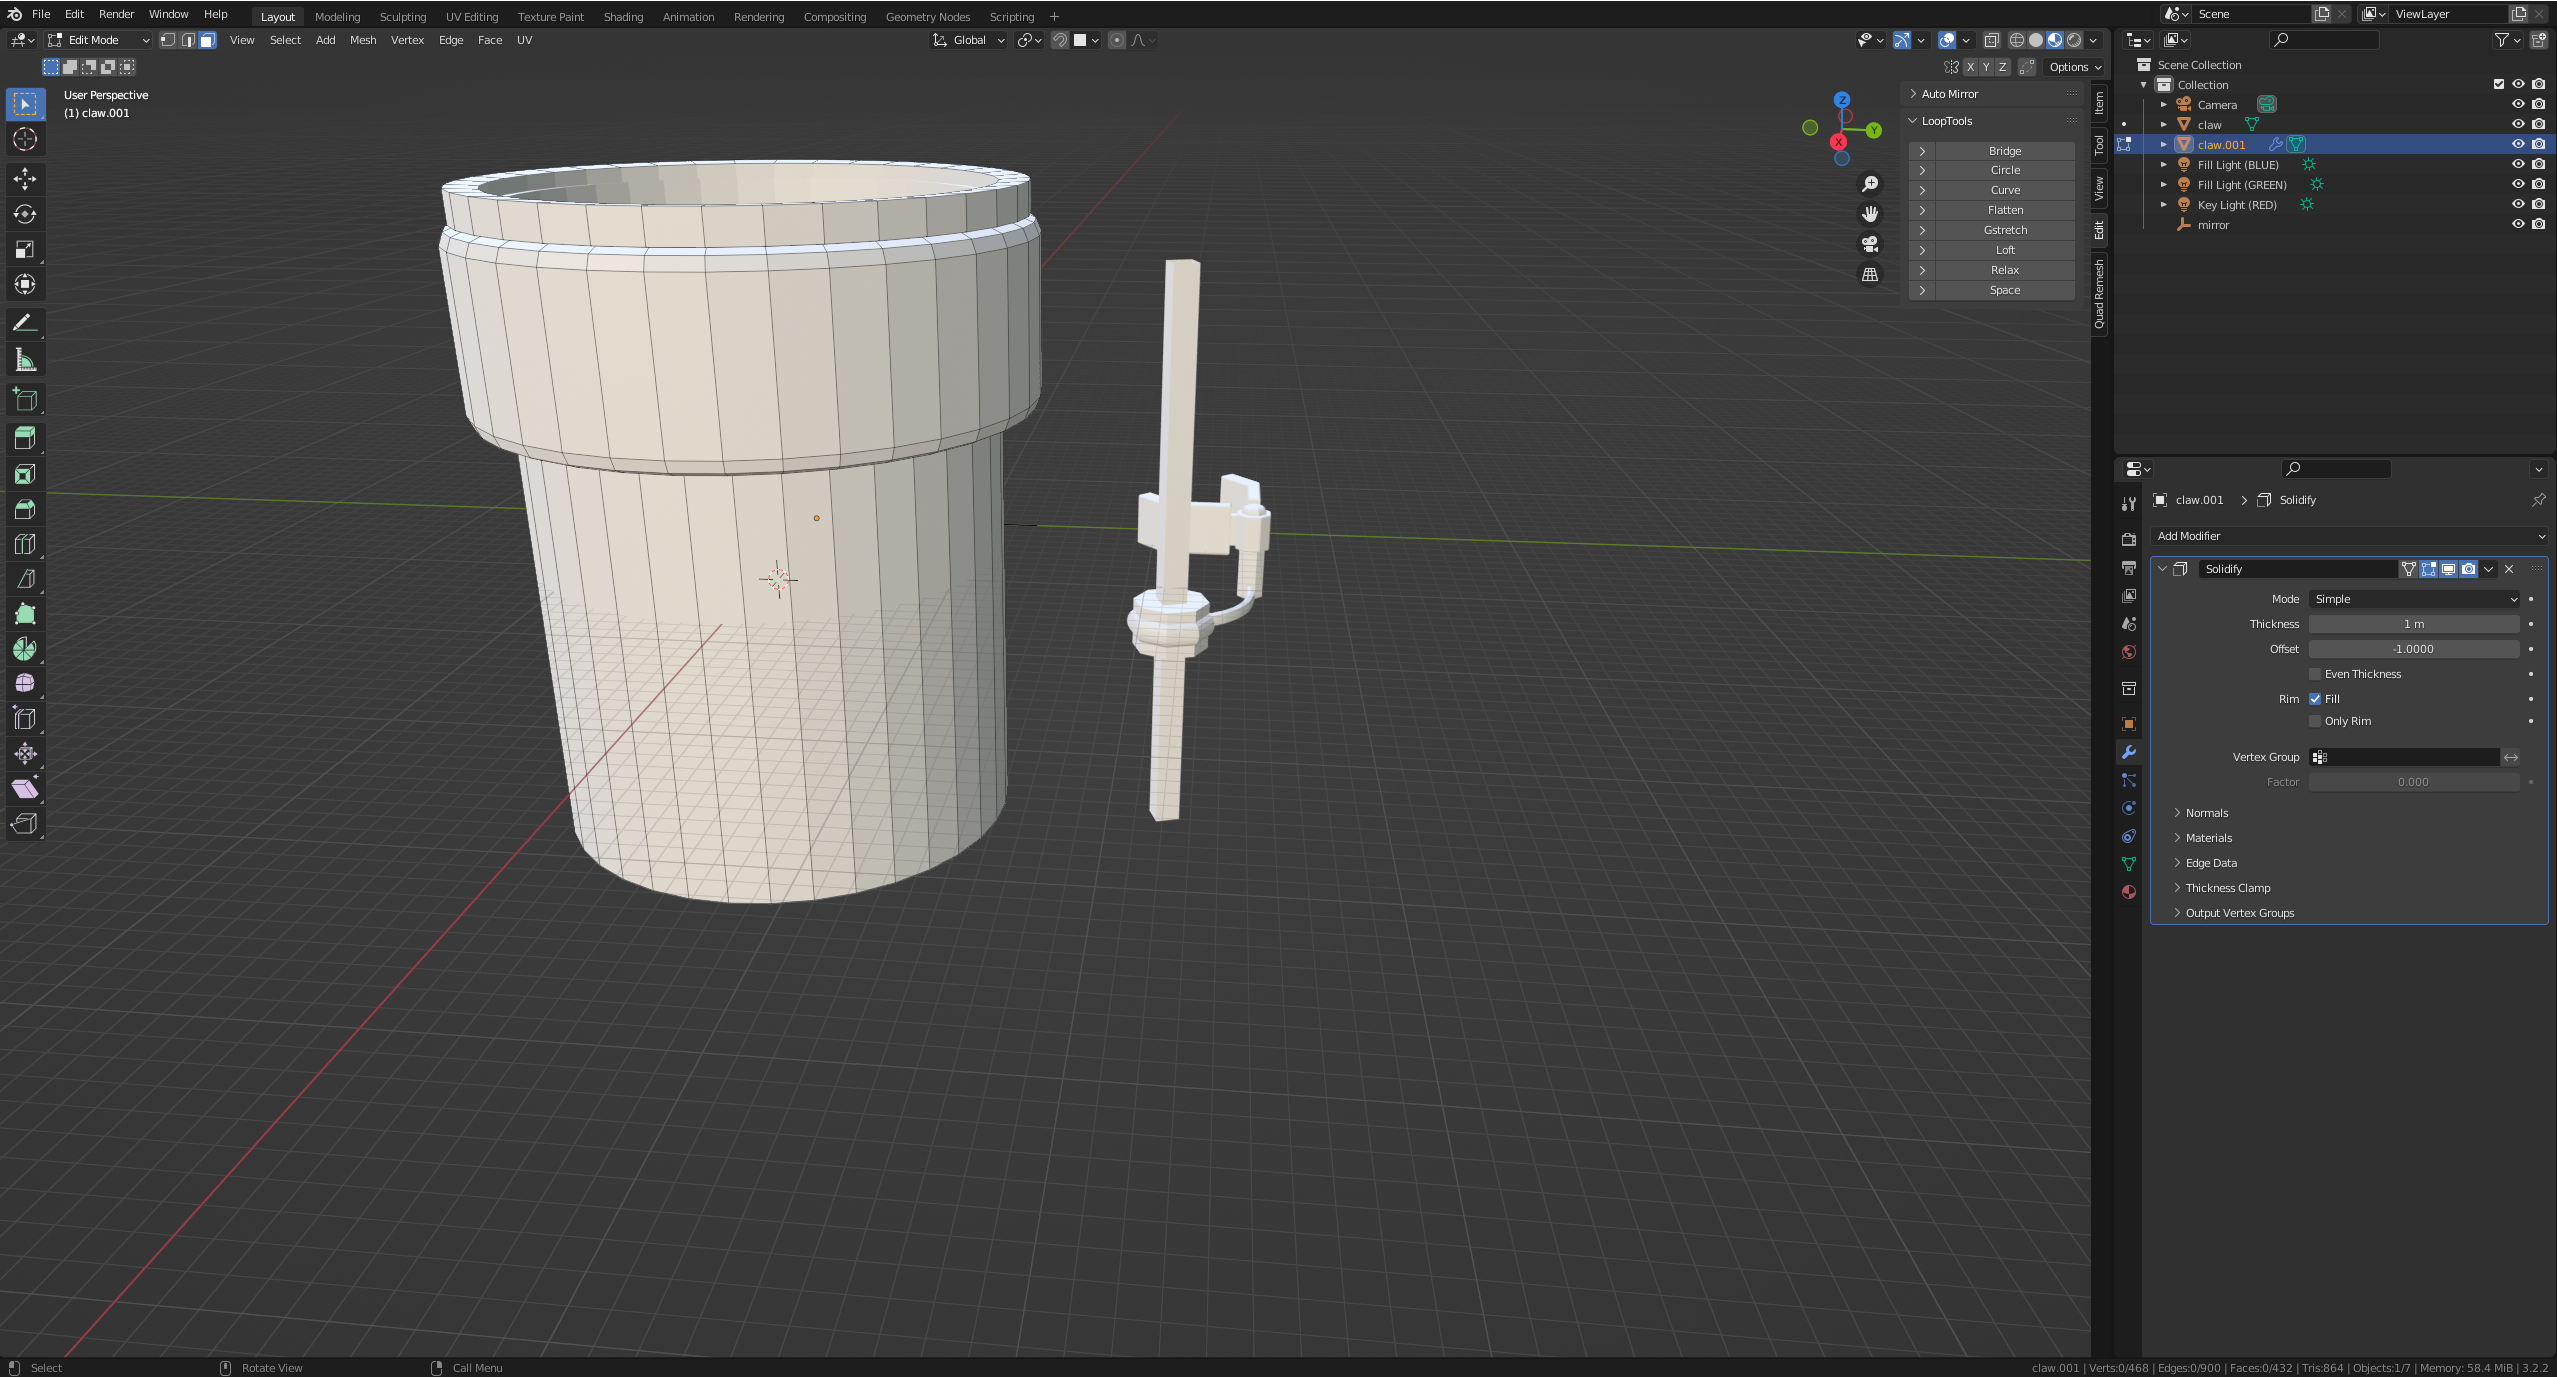 File Edit Render Window Help Layout Modeling Sculpting UV Editing Texture Paint Shading Animation Rendering Compositing Geometry Nodes Scripting + Scene ViewLayer
Edit Mode View Select Add Mesh Vertex Edge Face UV Global
X Y Z Options
User Perspective
(1) claw.001
Z
Y
X
Auto Mirror
LoopTools
Bridge
Circle
Curve
Flatten
Gstretch
Loft
Relax
Space
Item
Tool
View
Edit
Quad Remesh
Scene Collection
Collection
Camera
claw
claw.001
Fill Light (BLUE)
Fill Light (GREEN)
Key Light (RED)
mirror
claw.001 Solidify
Add Modifier
Solidify
Mode Simple
Thickness 1 m
Offset -1.0000
Even Thickness
Rim Fill
Only Rim
Vertex Group
Factor 0.000
Normals
Materials
Edge Data
Thickness Clamp
Output Vertex Groups
Select Rotate View Call Menu claw.001 | Verts:0/468 | Edges:0/900 | Faces:0/432 | Tris:864 | Objects:1/7 | Memory: 58.4 MiB | 3.2.2